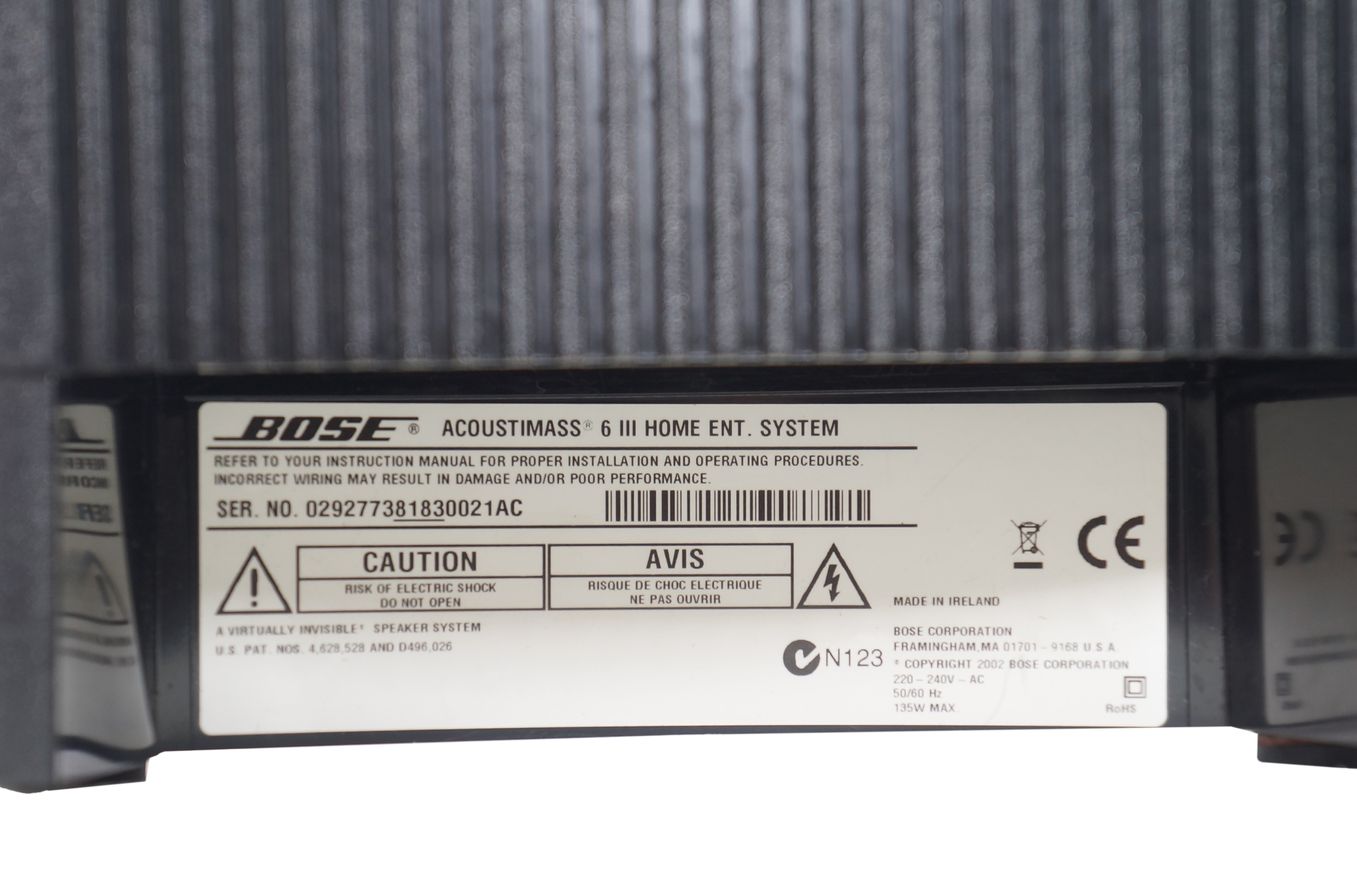 BOSE® ACOUSTIMASS® 6 III HOME ENT. SYSTEM
REFER TO YOUR INSTRUCTION MANUAL FOR PROPER INSTALLATION AND OPERATING PROCEDURES.
INCORRECT WIRING MAY RESULT IN DAMAGE AND/OR POOR PERFORMANCE.
SER. NO. 029277381830021AC
CAUTION
RISK OF ELECTRIC SHOCK
DO NOT OPEN
AVIS
RISQUE DE CHOC ELECTRIQUE
NE PAS OUVRIR
A VIRTUALLY INVISIBLE® SPEAKER SYSTEM
U.S. PAT. NOS. 4,628,528 AND D496,026
N123
CE
MADE IN IRELAND
BOSE CORPORATION
FRAMINGHAM,MA 01701 - 9168 U.S.A.
© COPYRIGHT 2002 BOSE CORPORATION
220 - 240V ~ AC
50/60 Hz
135W MAX
RoHS